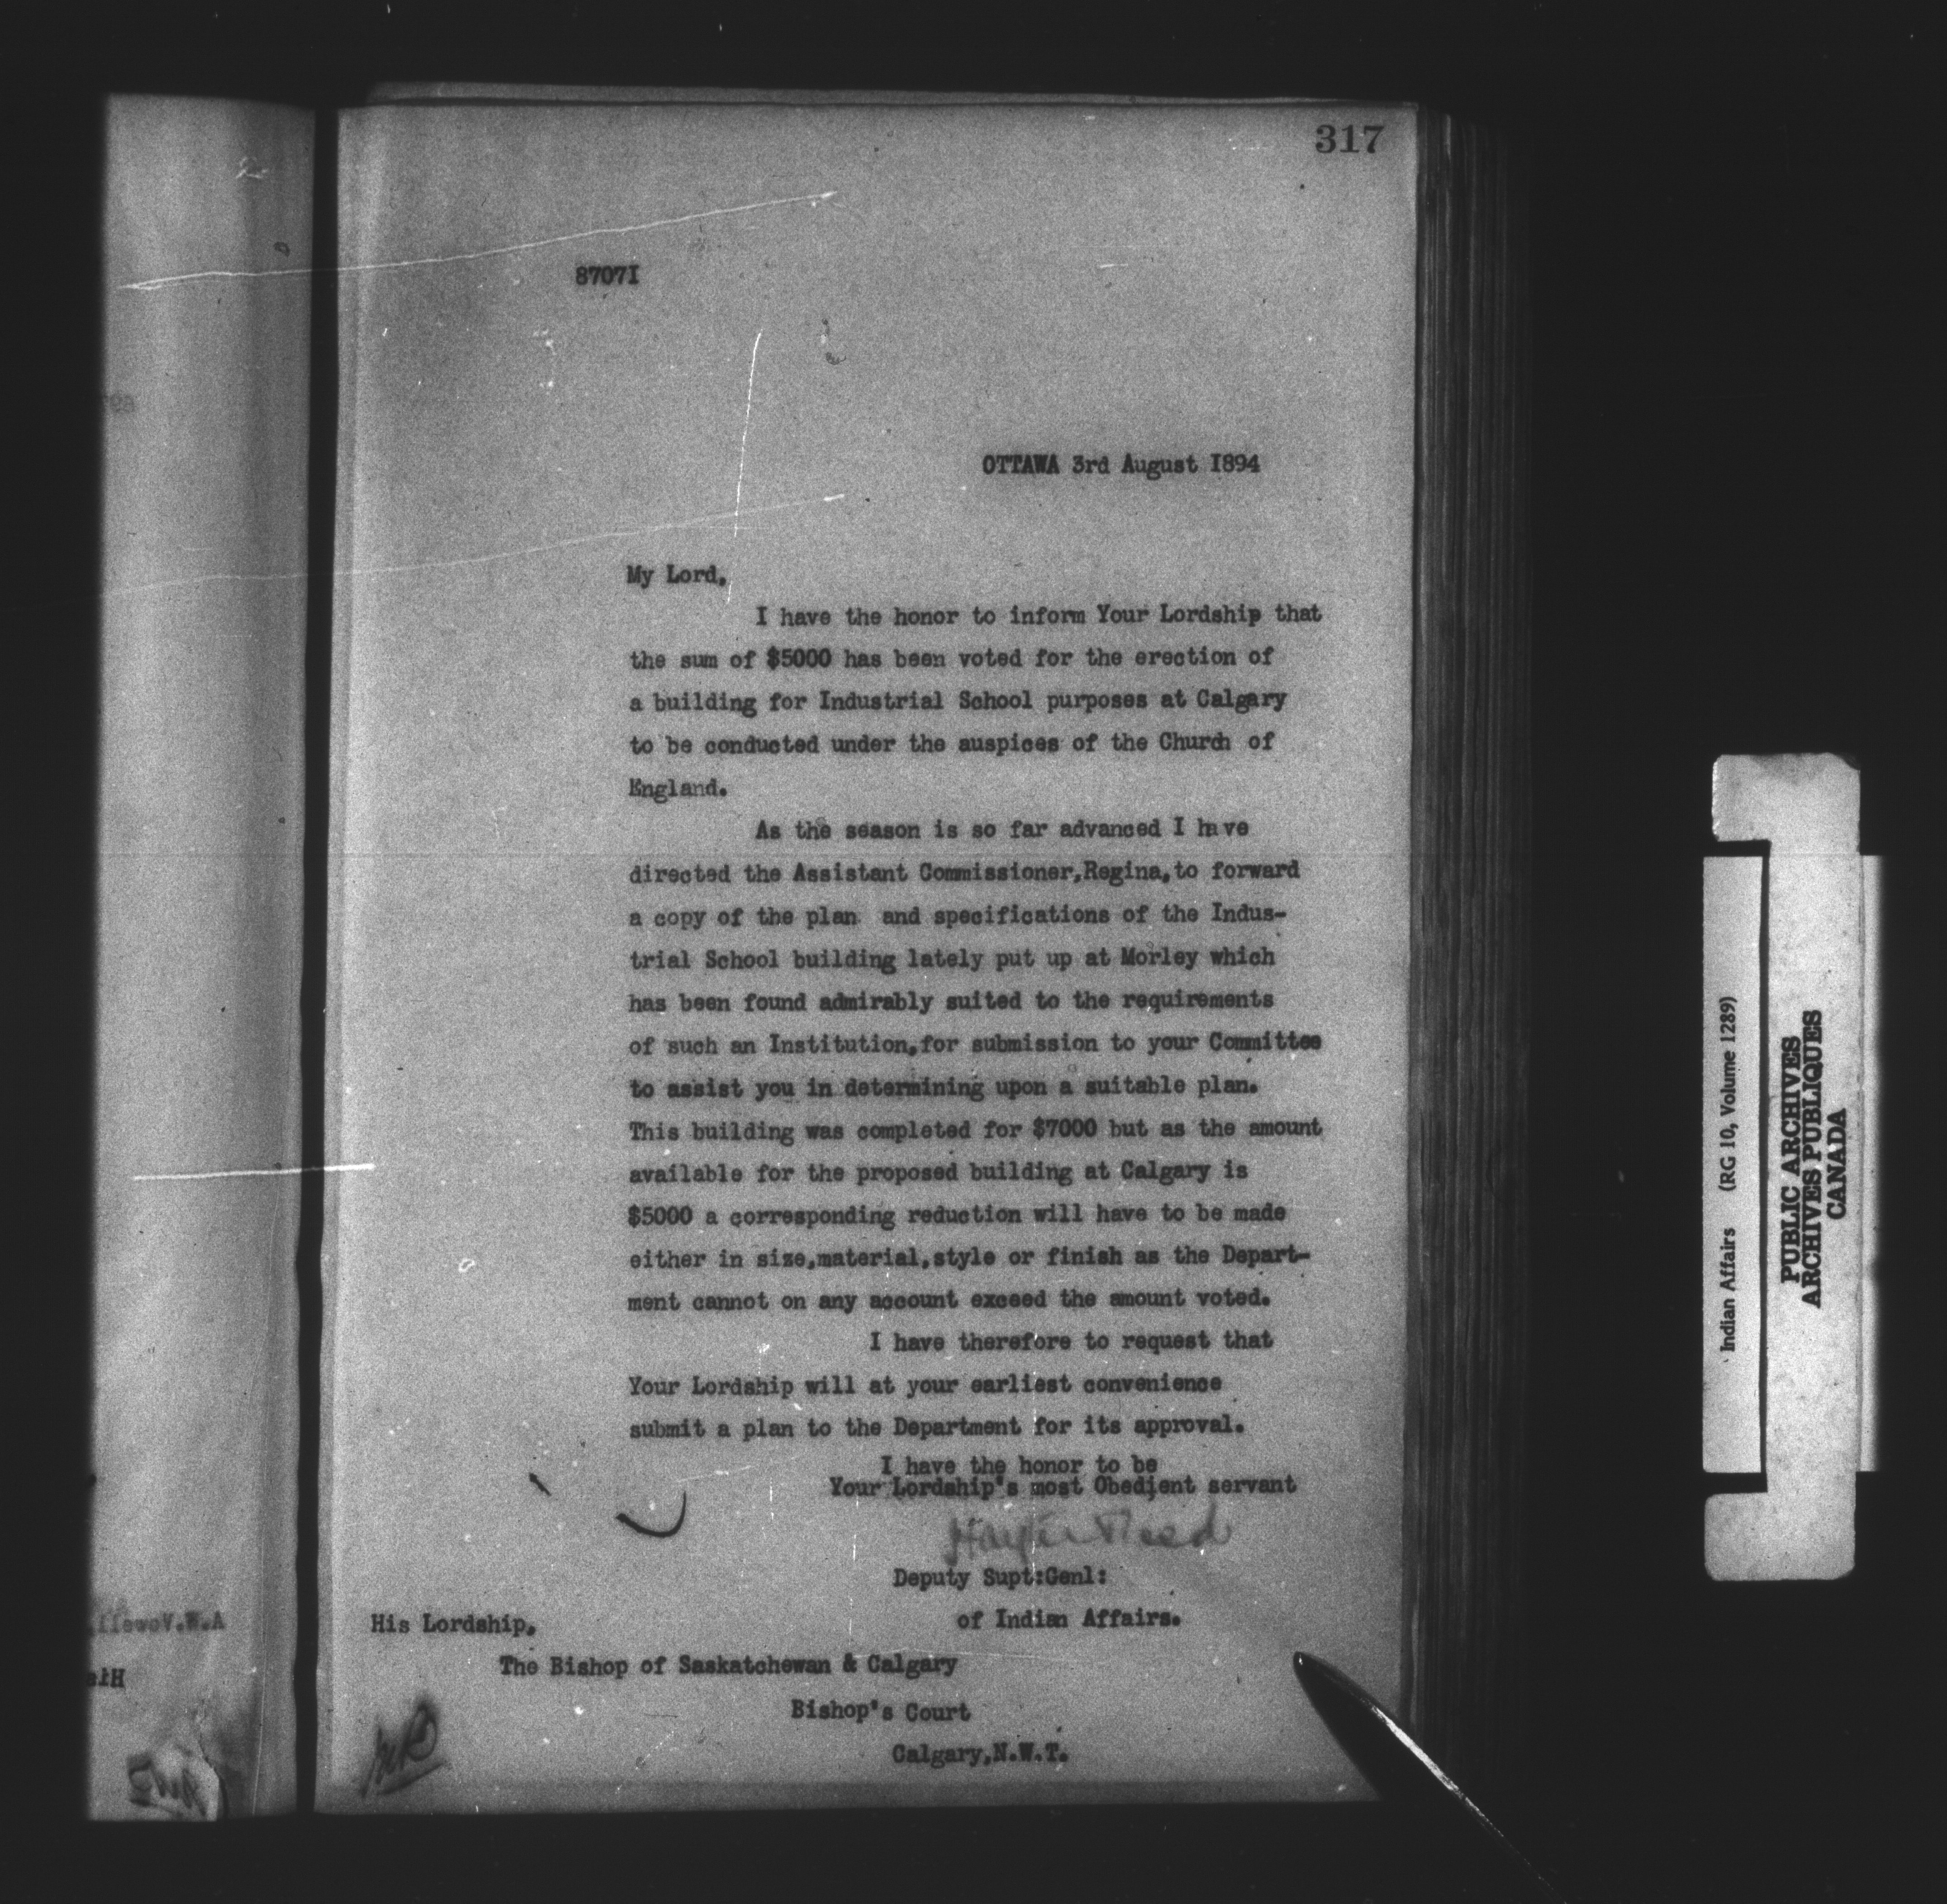 317
8707I
OTTAWA 3rd August I894
My Lord,
I have the honor to inform Your Lordship that
the sum of $5000 has been voted for the erection of
a building for Industrial School purposes at Calgary
to be conducted under the auspices of the Church of
England.
As the season is so far advanced I have
directed the Assistant Commissioner,Regina,to forward
a copy of the plan and specifications of the Indus-
trial School building lately put up at Morley which
has been found admirably suited to the requirements
of such an Institution,for submission to your Committee
to assist you in determining upon a suitable plan.
This building was completed for $7000 but as the amount
available for the proposed building at Calgary is
$5000 a corresponding reduction will have to be made
either in size,material,style or finish as the Depart-
ment cannot on any account exceed the amount voted.
I have therefore to request that
Your Lordship will at your earliest convenience
submit a plan to the Department for its approval.
I have the honor to be
Your Lordship's most Obedient servant
Hayter Reed
Deputy Supt:Genl:
of Indian Affairs.
His Lordship,
The Bishop of Saskatchewan & Calgary
Bishop's Court
Calgary,N.W.T.
Indian Affairs (RG 10, Volume 1289)
PUBLIC ARCHIVES
ARCHIVES PUBLIQUES
CANADA